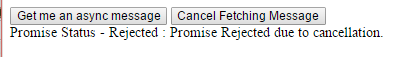 Get me an async message Cancel Fetching Message
Promise Status - Rejected : Promise Rejected due to cancellation.